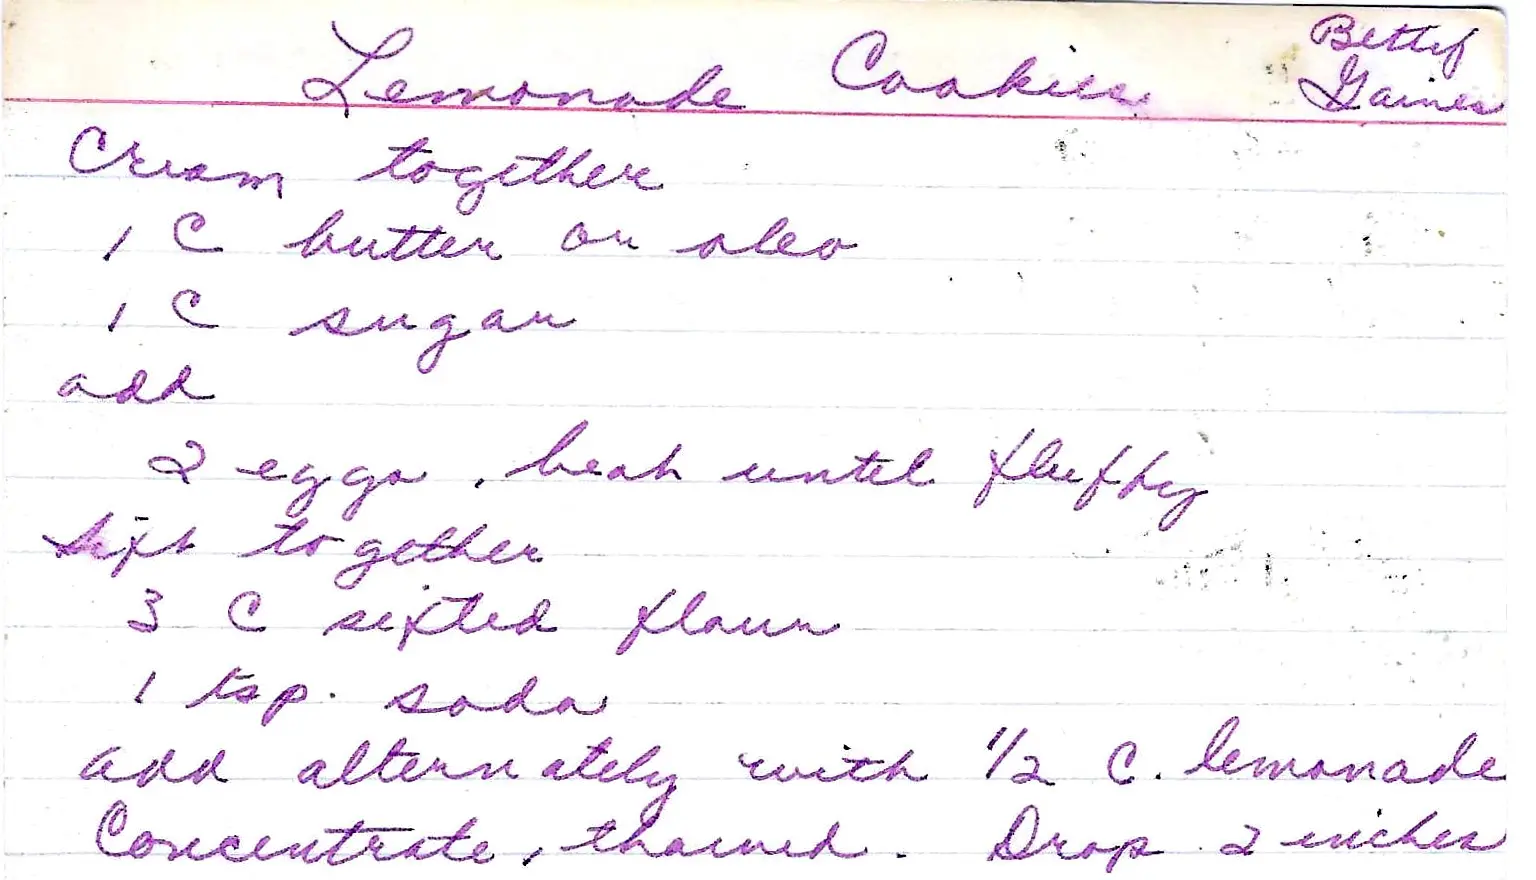 Lemonade Cookies
Betty
Gaines
Cream together
1 C butter or oleo
1 C sugar
add
2 eggs, beat until fluffy
Sift together
3 C sifted flour
1 tsp. soda
add alternately with 1/2 C. lemonade
Concentrate, thawed. Drop 2 inches